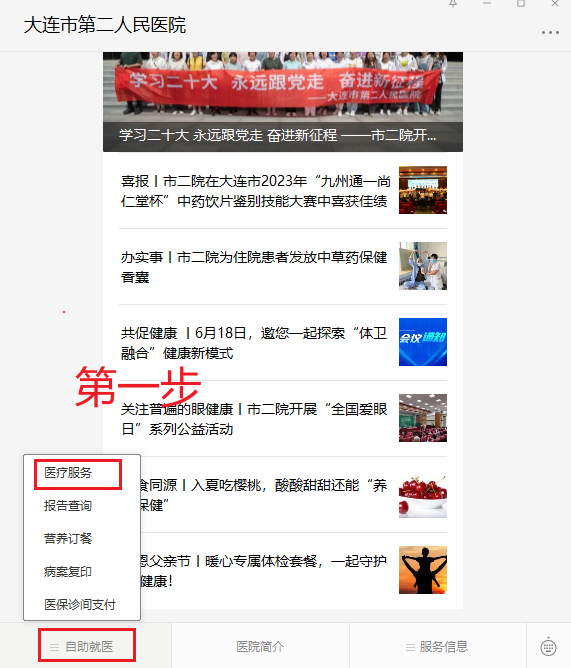 大连市第二人民医院
学习二十大 永远跟党走 奋进新征程
——大连市第二人民医院
学习二十大 永远跟党走 奋进新征程 ——市二院开...
喜报丨市二院在大连市2023年“九州通一尚
仁堂杯”中药饮片鉴别技能大赛中喜获佳绩
办实事丨市二院为住院患者发放中草药保健
香囊
共促健康 丨6月18日，邀您一起探索“体卫
融合”健康新模式
会议通知
第一步
关注普遍的眼健康丨市二院开展“全国爱眼
日”系列公益活动
食同源丨入夏吃樱桃，酸酸甜甜还能“养
保健”
恩父亲节丨暖心专属体检套餐，一起守护
健康！
医疗服务
报告查询
营养订餐
病案复印
医保诊间支付
自助就医
医院简介
服务信息